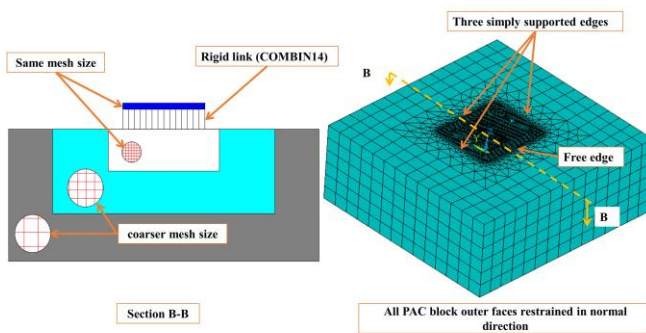 Three simply supported edges
Same mesh size
Rigid link (COMBIN14)
B
Free edge
B
coarser mesh size
Section B-B
All PAC block outer faces restrained in normal
direction